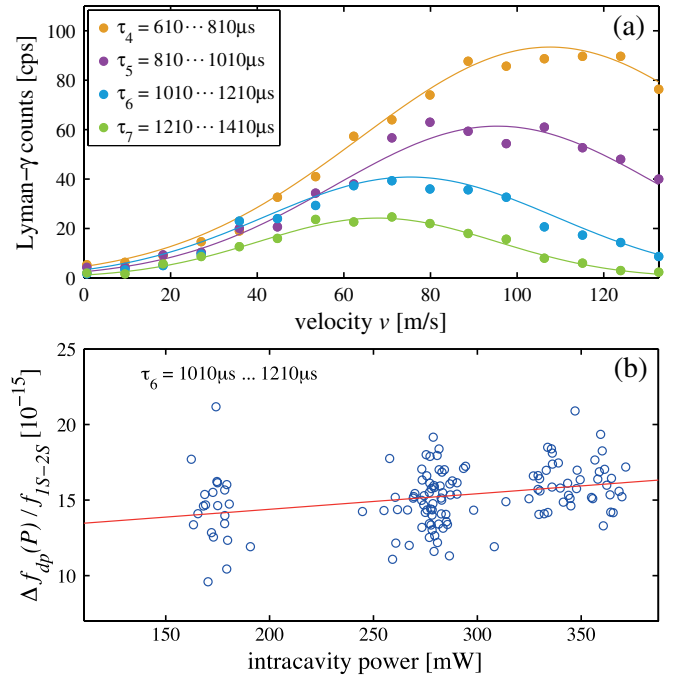 (a)
τ4 = 610⋯810μs
τ5 = 810⋯1010μs
τ6 = 1010⋯1210μs
τ7 = 1210⋯1410μs
Lyman–γ counts [cps]
110
100
80
60
40
20
0
0 20 40 60 80 100 120
velocity v [m/s]
(b)
τ6 = 1010μs ... 1210μs
Δfdp(P) / f1S–2S [10⁻¹⁵]
25
20
15
10
150 200 250 300 350
intracavity power [mW]